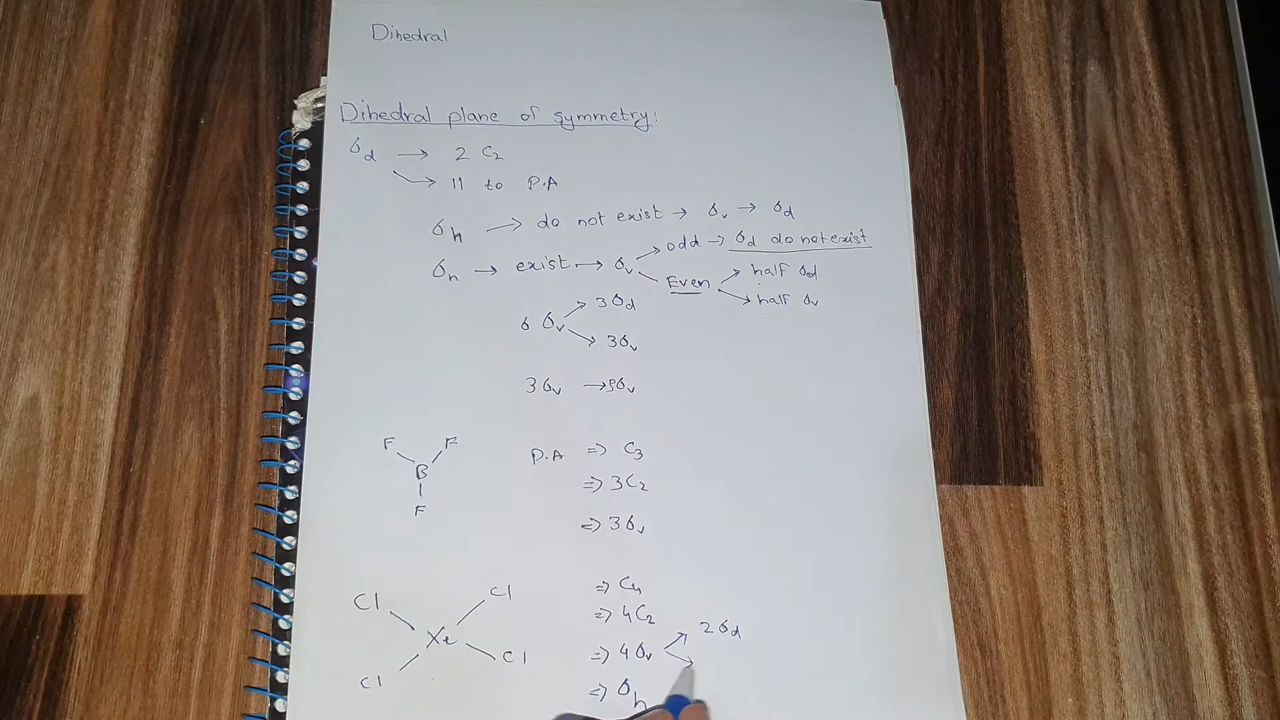 Dihedral
Dihedral plane of symmetry:
σd → 2 C2
→ 11 to P.A
σh → do not exist → σv → σd
σh → exist → σv → odd → σd do not exist
→ Even → half σd
→ half σv
6 σv → 3σd
→ 3σv
3σv → 3σv
F F
B
F
P.A ⇒ C3
⇒ 3C2
⇒ 3σv
Cl Cl
Xe
Cl Cl
⇒ C4
⇒ 4C2
⇒ 4σv → 2σd
⇒ σh